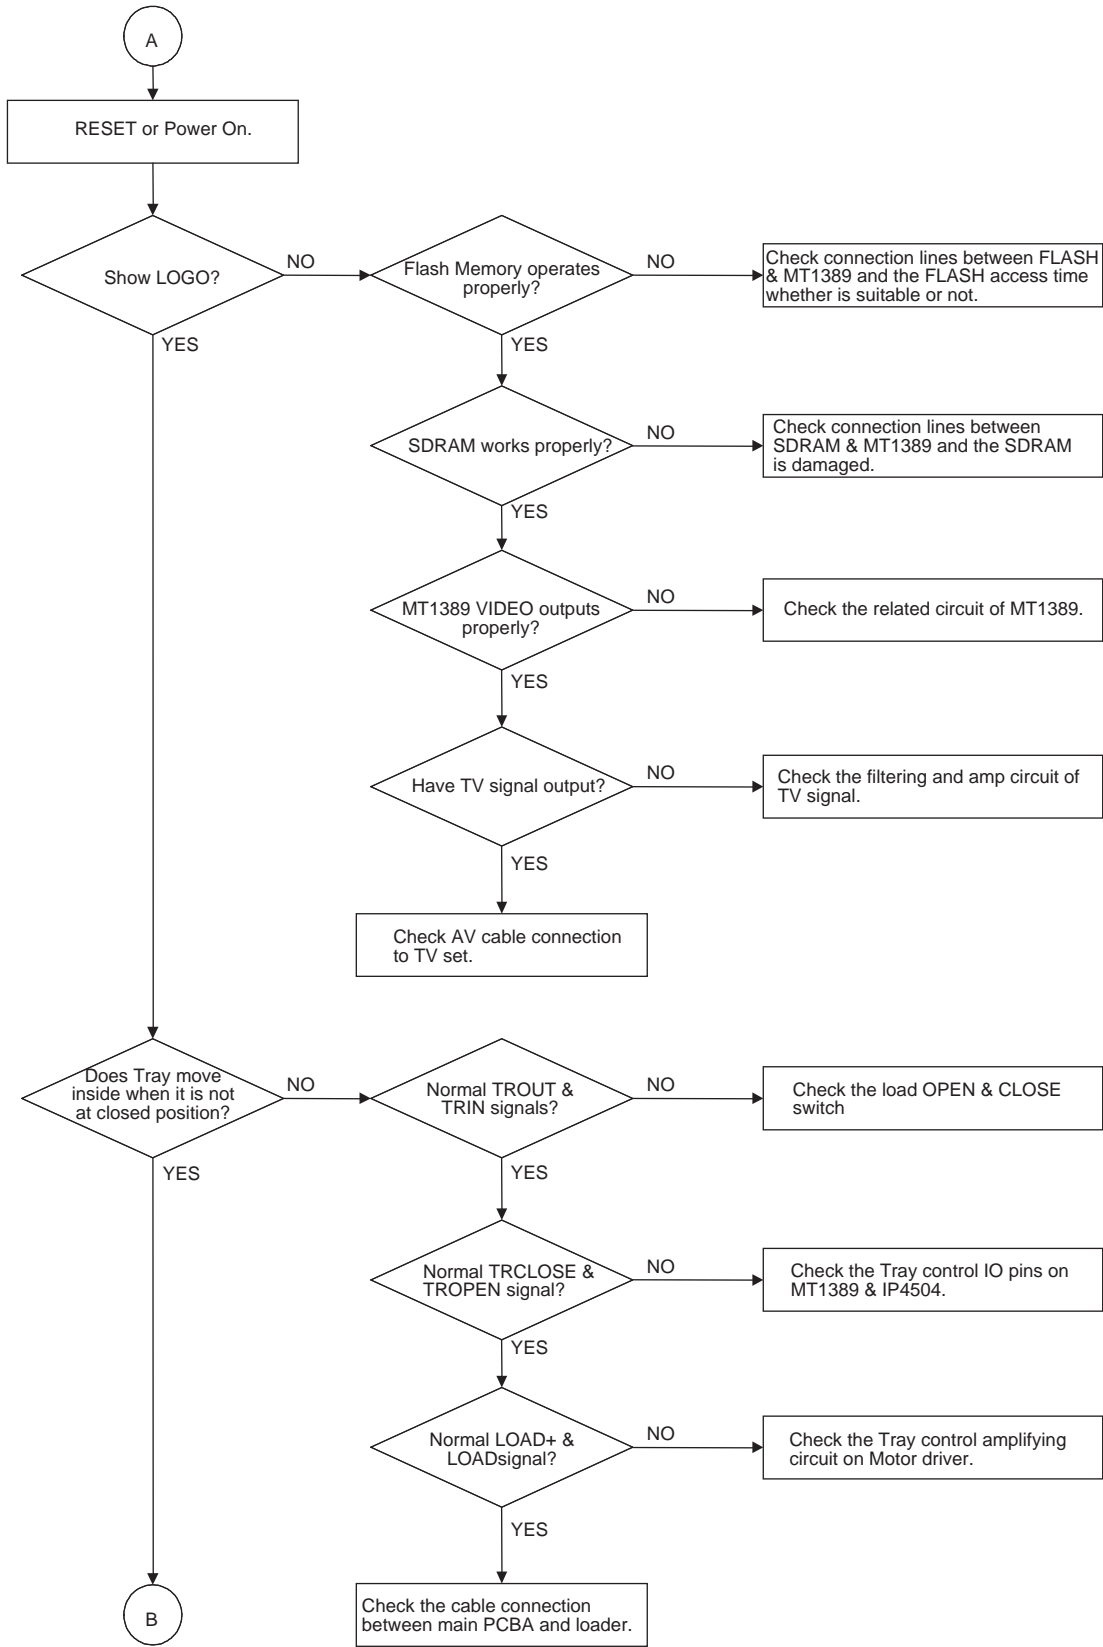 A
RESET or Power On.
Show LOGO?
NO
Flash Memory operates
properly?
NO
Check connection lines between FLASH
& MT1389 and the FLASH access time
whether is suitable or not.
YES
YES
SDRAM works properly?
NO
Check connection lines between
SDRAM & MT1389 and the SDRAM
is damaged.
YES
MT1389 VIDEO outputs
properly?
NO
Check the related circuit of MT1389.
YES
Have TV signal output?
NO
Check the filtering and amp circuit of
TV signal.
YES
Check AV cable connection
to TV set.
Does Tray move
inside when it is not
at closed position?
NO
Normal TROUT &
TRIN signals?
NO
Check the load OPEN & CLOSE
switch
YES
YES
Normal TRCLOSE &
TROPEN signal?
NO
Check the Tray control IO pins on
MT1389 & IP4504.
YES
Normal LOAD+ &
LOADsignal?
NO
Check the Tray control amplifying
circuit on Motor driver.
YES
B
Check the cable connection
between main PCBA and loader.